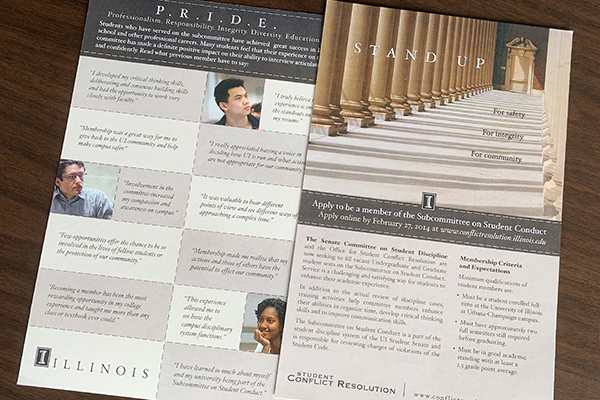 P.R.I.D.E.
Professionalism. Responsibility. Integrity. Diversity. Education
Students who have served on the subcommittee have achieved great success in
school and other professional careers. Many students feel that their experience on
committee has made a definite positive impact on their ability to interview articulate
and confidently. Read what previous member have to say:
"I developed my critical thinking skills,
deliberating and consensus building skills
and had the opportunity to work very
closely with faculty."
"I truly believe
experience is
the standout
my resume."
"Membership was a great way for me to
give back to the UI community and help
make campus safer."
"I really appreciated having a voice in
deciding how UI is run and what actions
are not appropriate for our community."
"Involvement in the
committee increased
my compassion and
awareness on campus."
"It was valuable to hear different
points of view and see different ways of
approaching a complex issue."
"Few opportunities offer the chance to be so
involved in the lives of fellow students or
the protection of our community."
"Membership made me realize that my
actions and those of others have the
potential to effect our community."
"Becoming a member has been the most
rewarding opportunity in my college
experience and taught me more than any
class or textbook ever could."
"This experience
allowed me to
see how the
campus disciplinary
system functions."
"I have learned so much about myself
and my university being part of the
Subcommittee on Student Conduct."
I ILLINOIS
STAND UP
For safety.
For integrity.
For community.
I
Apply to be a member of the Subcommittee on Student Conduct
Apply online by February 27, 2014 at www.conflictresolution.illinois.edu
The Senate Committee on Student Discipline
and the Office for Student Conflict Resolution are
now seeking to fill vacant Undergraduate and Graduate
student seats on the Subcommittee on Student Conduct.
Service is a challenging and satisfying way for students to
enhance their academic experience.
In addition to the actual review of discipline cases,
training activities help committee members enhance
their abilities to organize time, develop critical thinking
skills and to improve communication skills.
The Subcommittee on Student Conduct is a part of the
student discipline system of the UI Student Senate and
is responsible for reviewing charges of violations of the
Student Code.
Membership Criteria
and Expectations
Minimum qualifications of
student members are:
• Must be a student enrolled full-
time at the University of Illinois
at Urbana-Champaign campus.
• Must have approximately two
full semesters remaining
before graduating.
• Must be in good academic
standing with at least a
2.5 grade point average.
STUDENT
CONFLICT RESOLUTION